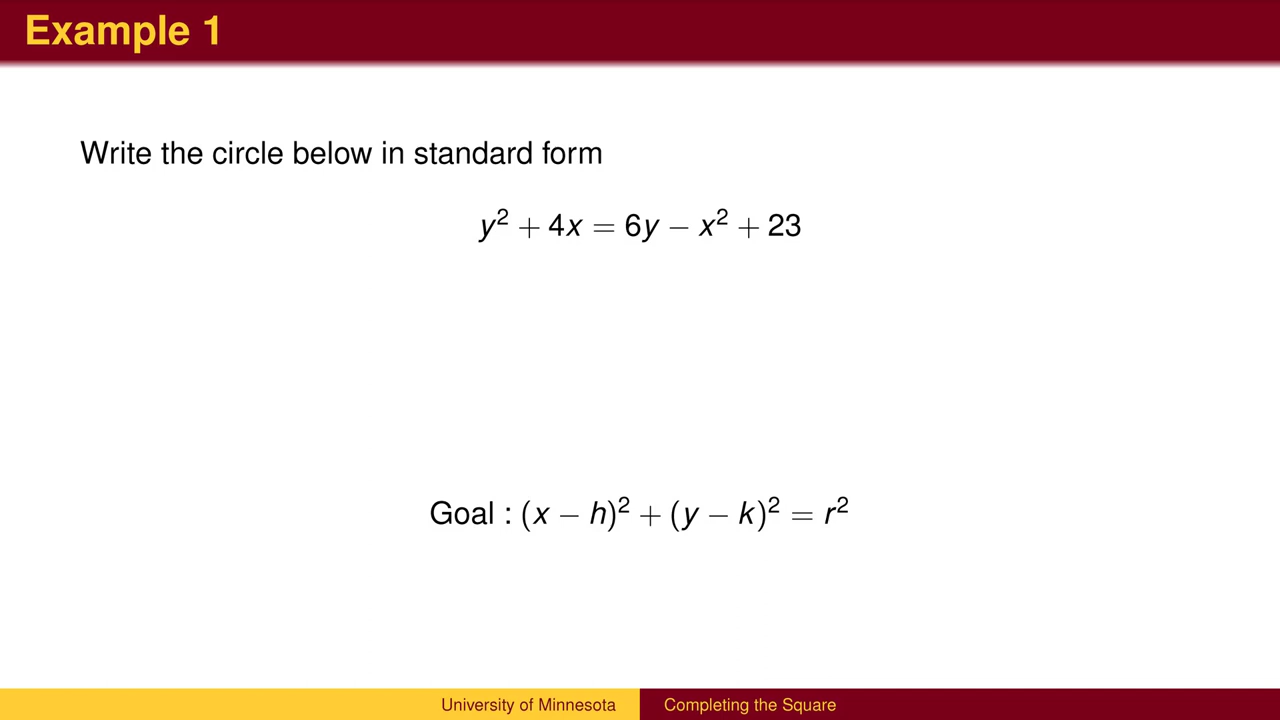 Example 1
Write the circle below in standard form
y² + 4x = 6y − x² + 23
Goal : (x − h)² + (y − k)² = r²
University of Minnesota
Completing the Square